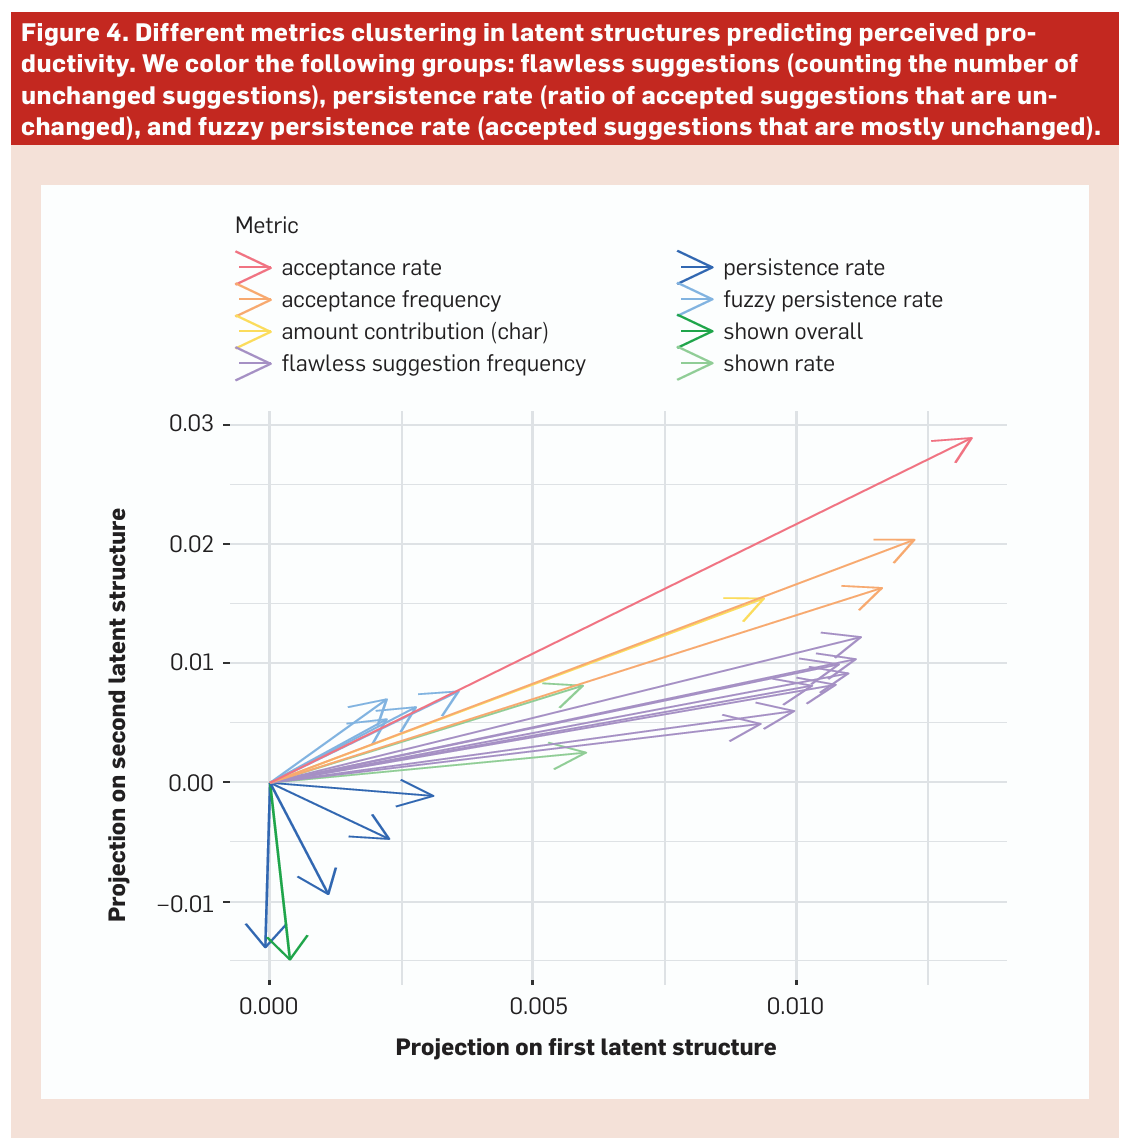 Figure 4. Different metrics clustering in latent structures predicting perceived pro-
ductivity. We color the following groups: flawless suggestions (counting the number of
unchanged suggestions), persistence rate (ratio of accepted suggestions that are un-
changed), and fuzzy persistence rate (accepted suggestions that are mostly unchanged).
Metric
acceptance rate
acceptance frequency
amount contribution (char)
flawless suggestion frequency
persistence rate
fuzzy persistence rate
shown overall
shown rate
0.03
0.02
0.01
0.00
–0.01
Projection on second latent structure
0.000
0.005
0.010
Projection on first latent structure